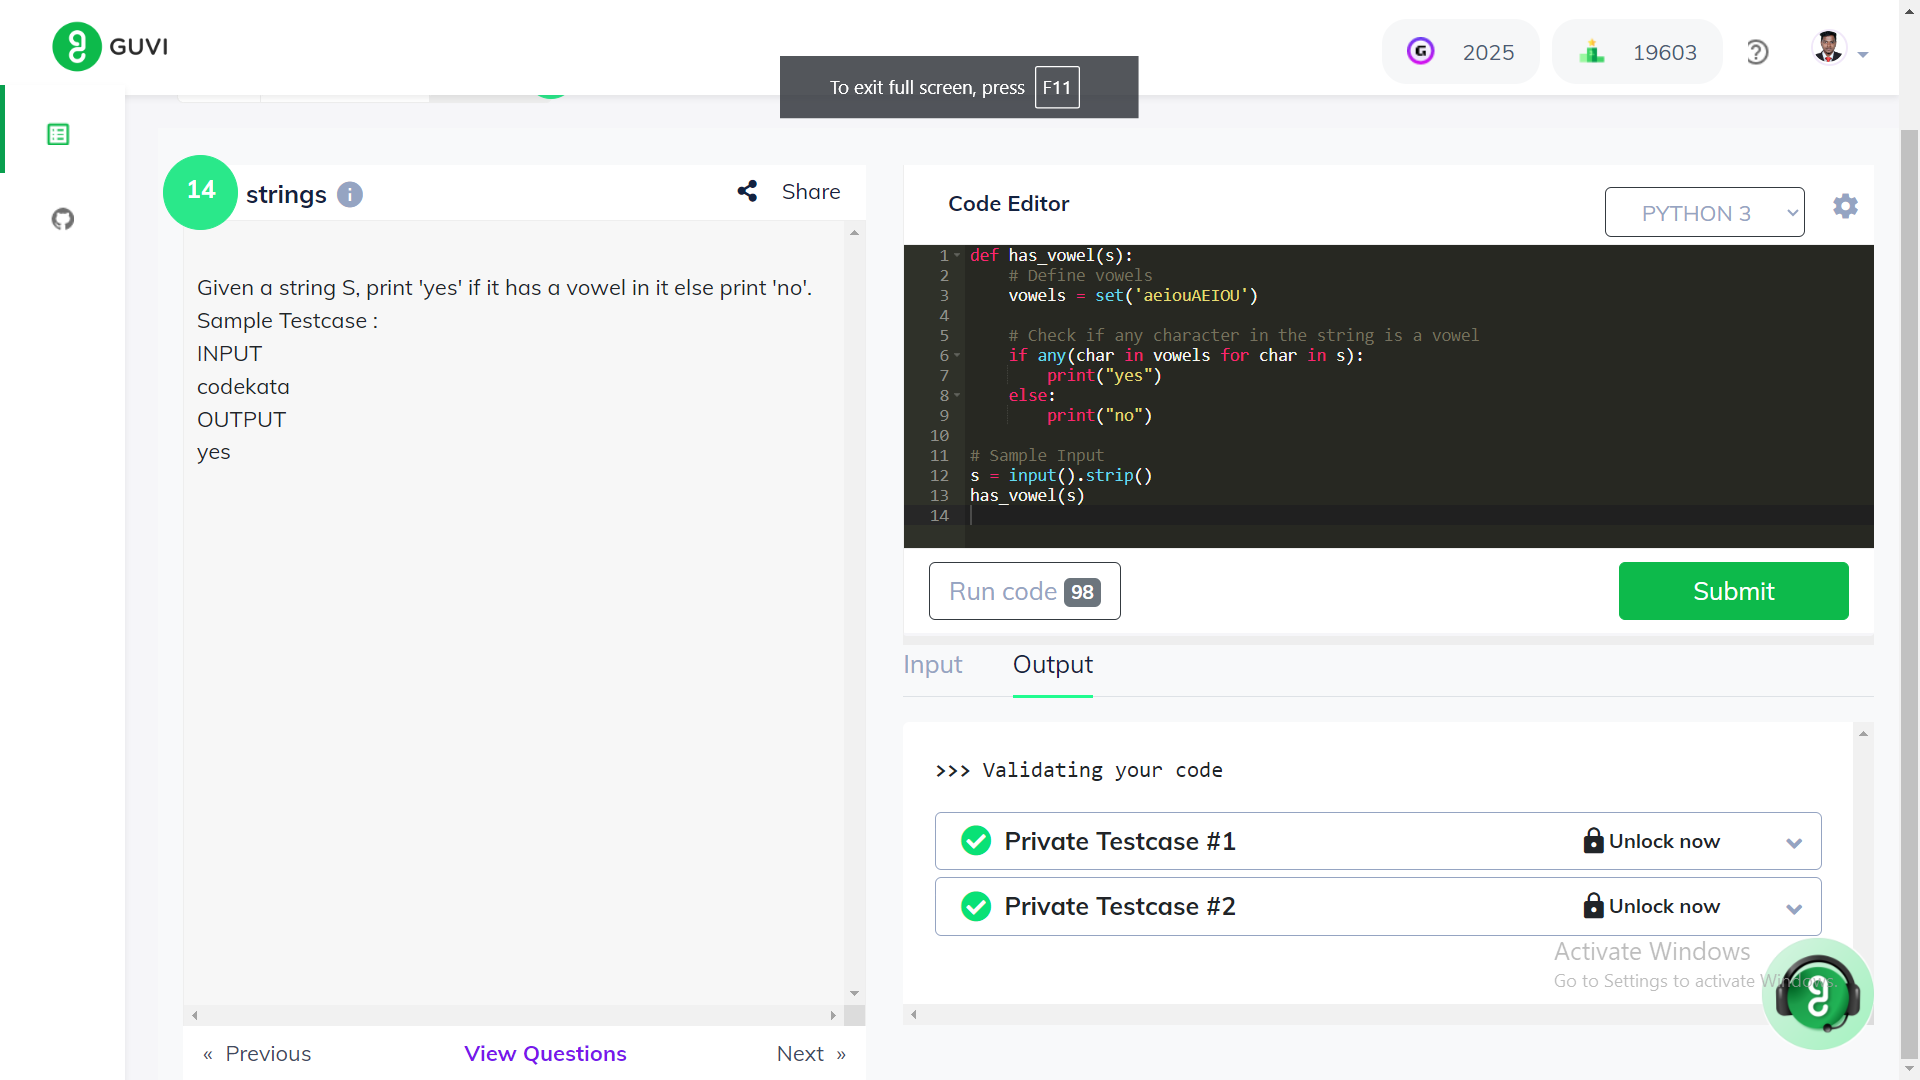 GUVI
2025
19603
To exit full screen, press F11
14 strings
Share
Given a string S, print 'yes' if it has a vowel in it else print 'no'.
Sample Testcase :
INPUT
codekata
OUTPUT
yes
« Previous
View Questions
Next »
Code Editor
PYTHON 3
1 def has_vowel(s):
2     # Define vowels
3     vowels = set('aeiouAEIOU')
4
5     # Check if any character in the string is a vowel
6     if any(char in vowels for char in s):
7         print("yes")
8     else:
9         print("no")
10
11 # Sample Input
12 s = input().strip()
13 has_vowel(s)
14
Run code 98
Submit
Input
Output
>>> Validating your code
Private Testcase #1
Unlock now
Private Testcase #2
Unlock now
Activate Windows
Go to Settings to activate Windows.